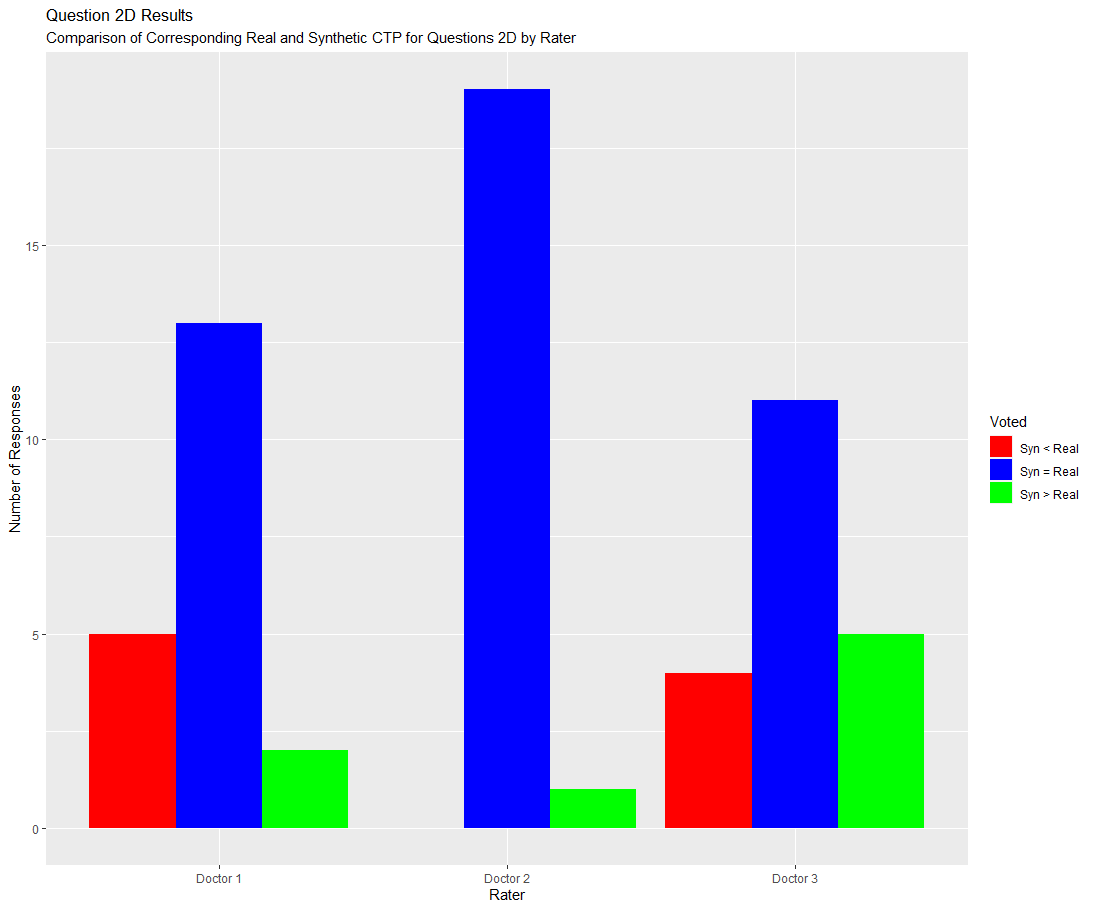 Question 2D Results
Comparison of Corresponding Real and Synthetic CTP for Questions 2D by Rater
Number of Responses
15
10
5
0
Doctor 1
Doctor 2
Doctor 3
Rater
Voted
Syn < Real
Syn = Real
Syn > Real